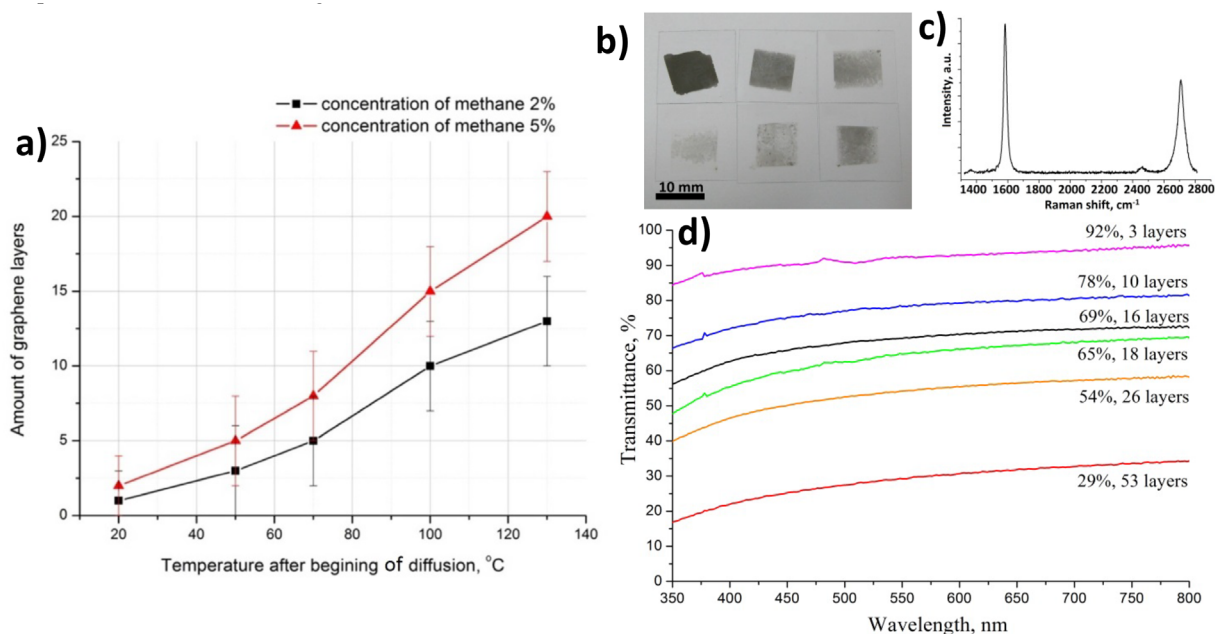 a)
concentration of methane 2%
concentration of methane 5%
Amount of graphene layers
25
20
15
10
5
0
20 40 60 80 100 120 140
Temperature after begining of diffusion, °C
b)
10 mm
c)
Intensity, a.u.
1400 1600 1800 2000 2200 2400 2600 2800
Raman shift, cm-1
d)
Transmittance, %
100
90
80
70
60
50
40
30
20
10
0
92%, 3 layers
78%, 10 layers
69%, 16 layers
65%, 18 layers
54%, 26 layers
29%, 53 layers
350 400 450 500 550 600 650 700 750 800
Wavelength, nm